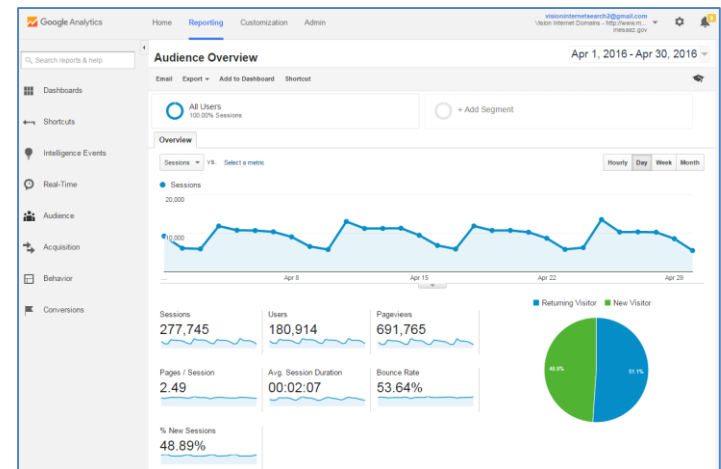 Google Analytics
Home Reporting Customization Admin
visioninternetsearch2@gmail.com
Vision Internet Domains - http://www.m...
mesaaz.gov
Search reports & help
Dashboards
Shortcuts
Intelligence Events
Real-Time
Audience
Acquisition
Behavior
Conversions
Audience Overview
Apr 1, 2016 - Apr 30, 2016
Email Export Add to Dashboard Shortcut
All Users
100.00% Sessions
+ Add Segment
Overview
Sessions VS. Select a metric
Hourly Day Week Month
Sessions
20,000
10,000
... Apr 8 Apr 15 Apr 22 Apr 29
Returning Visitor New Visitor
Sessions
277,745
Users
180,914
Pageviews
691,765
Pages / Session
2.49
Avg. Session Duration
00:02:07
Bounce Rate
53.64%
% New Sessions
48.89%
51.1%